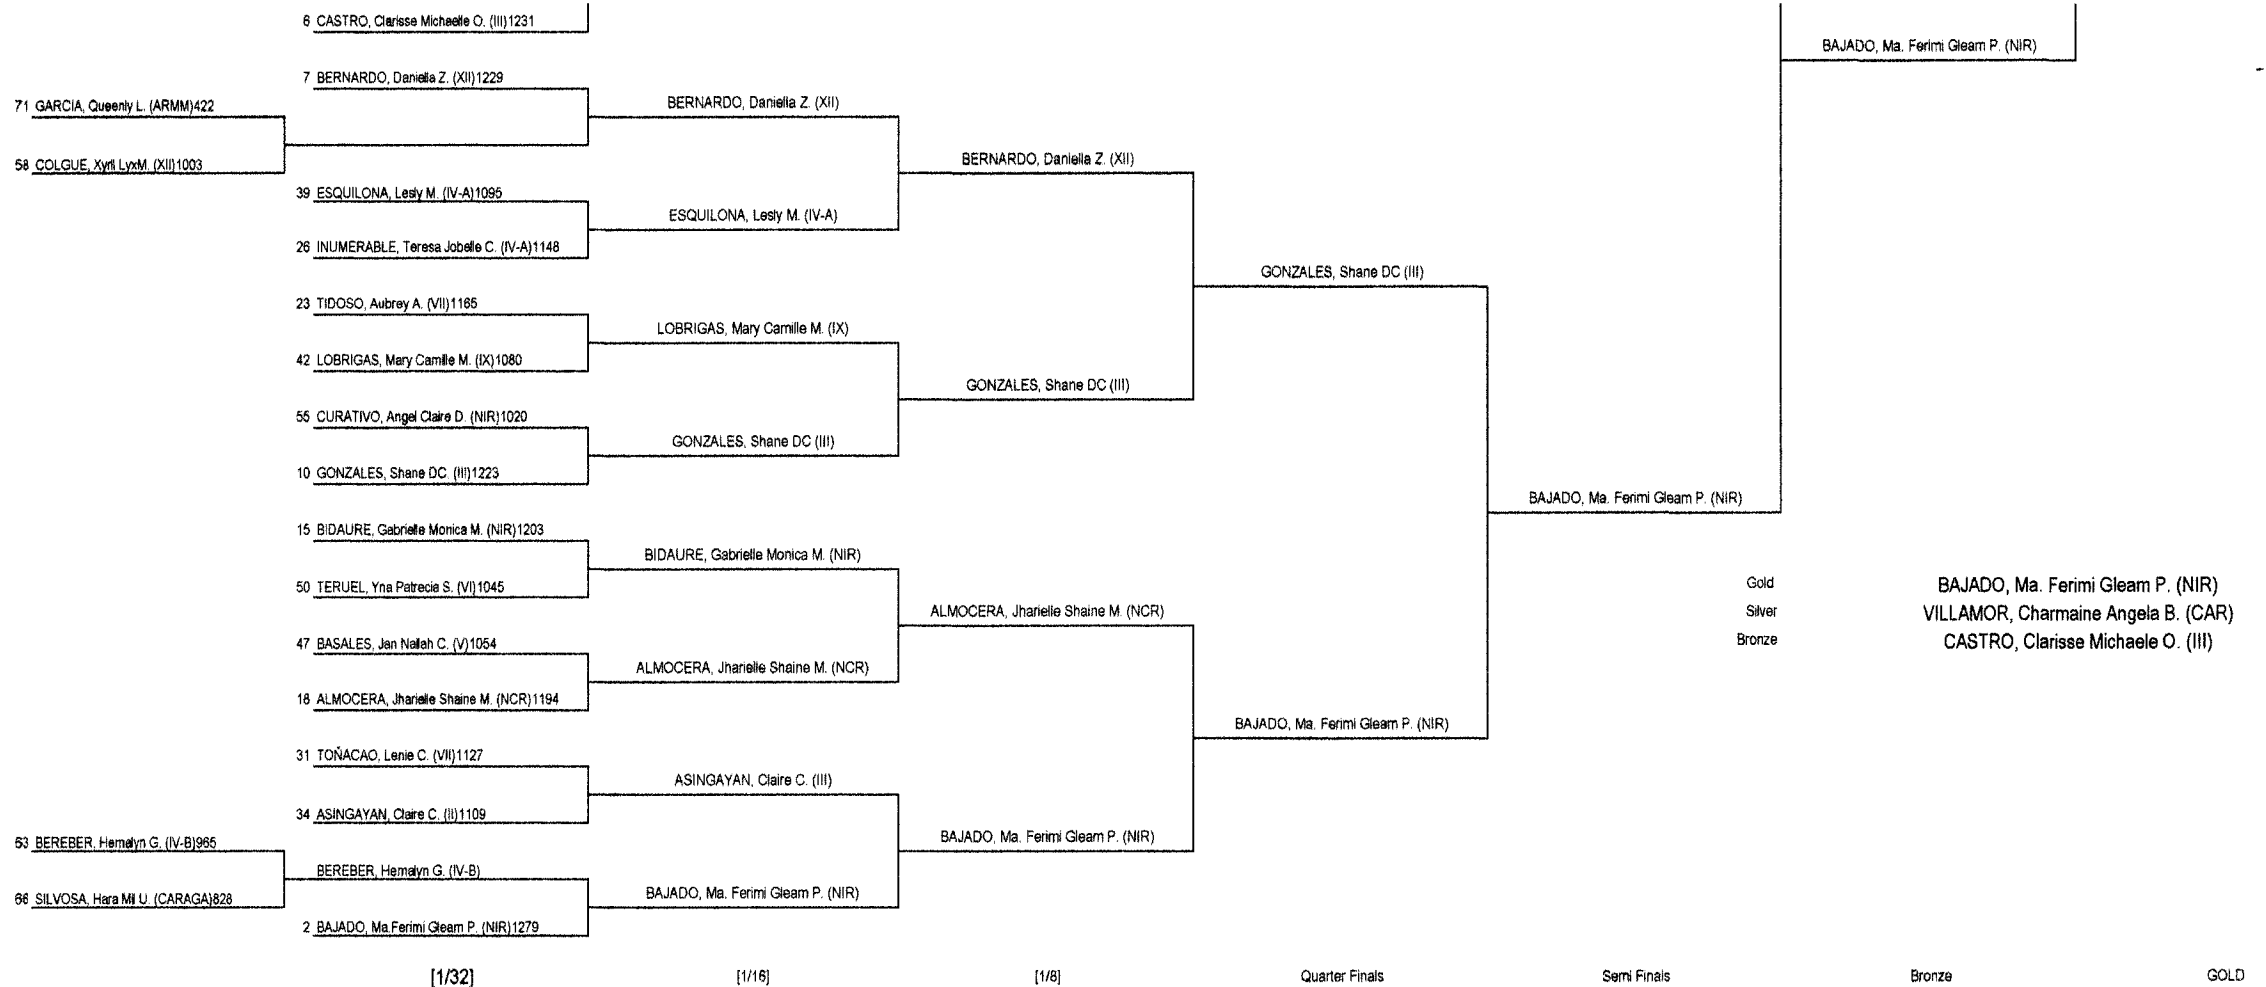 6 CASTRO, Clarisse Michaelle O. (III)1231
BAJADO, Ma. Ferimi Gleam P. (NIR)
7 BERNARDO, Daniella Z. (XII)1229
71 GARCIA, Queenly L. (ARMM)422
BERNARDO, Daniella Z. (XII)
58 COLGUE, Xyril LyxM. (XII)1003
BERNARDO, Daniella Z. (XII)
39 ESQUILONA, Lesly M. (IV-A)1095
ESQUILONA, Lesly M. (IV-A)
26 INUMERABLE, Teresa Jobelle C. (IV-A)1148
GONZALES, Shane DC (III)
23 TIDOSO, Aubrey A. (VII)1165
LOBRIGAS, Mary Camille M. (IX)
42 LOBRIGAS, Mary Camille M. (IX)1080
GONZALES, Shane DC (III)
55 CURATIVO, Angel Claire D. (NIR)1020
GONZALES, Shane DC (III)
10 GONZALES, Shane DC. (III)1223
BAJADO, Ma. Ferimi Gleam P. (NIR)
15 BIDAURE, Gabrielle Monica M. (NIR)1203
BIDAURE, Gabrielle Monica M. (NIR)
50 TERUEL, Yna Patrecia S. (VI)1045
Gold BAJADO, Ma. Ferimi Gleam P. (NIR)
ALMOCERA, Jharielle Shaine M. (NCR)
Silver VILLAMOR, Charmaine Angela B. (CAR)
Bronze CASTRO, Clarisse Michaele O. (III)
47 BASALES, Jan Nailah C. (V)1054
ALMOCERA, Jharielle Shaine M. (NCR)
18 ALMOCERA, Jharielle Shaine M. (NCR)1194
BAJADO, Ma. Ferimi Gleam P. (NIR)
31 TOÑACAO, Lenie C. (VII)1127
ASINGAYAN, Claire C. (III)
34 ASINGAYAN, Claire C. (II)1109
BAJADO, Ma. Ferimi Gleam P. (NIR)
63 BEREBER, Hemalyn G. (IV-B)965
BEREBER, Hemalyn G. (IV-B)
BAJADO, Ma. Ferimi Gleam P. (NIR)
66 SILVOSA, Hara Mil U. (CARAGA)828
2 BAJADO, Ma.Ferimi Gleam P. (NIR)1279
[1/32] [1/16] [1/8] Quarter Finals Semi Finals Bronze GOLD